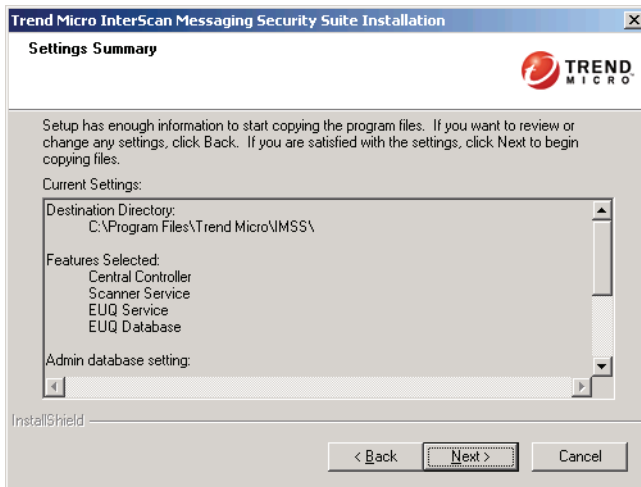 Trend Micro InterScan Messaging Security Suite Installation
Settings Summary
TREND
MICRO
Setup has enough information to start copying the program files. If you want to review or
change any settings, click Back. If you are satisfied with the settings, click Next to begin
copying files.
Current Settings:
Destination Directory:
C:\Program Files\Trend Micro\IMSS\
Features Selected:
Central Controller
Scanner Service
EUQ Service
EUQ Database
Admin database setting:
InstallShield
< Back
Next >
Cancel